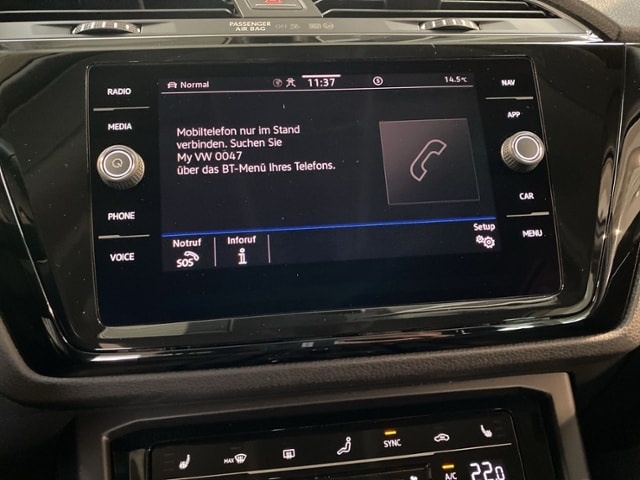 PASSENGER
AIR BAG
RADIO
MEDIA
PHONE
VOICE
Normal
11:37
14.5°C
Mobiltelefon nur im Stand
verbinden. Suchen Sie
My VW 0047
über das BT-Menü Ihres Telefons.
Notruf
SOS
Inforuf
i
Setup
NAV
APP
CAR
MENU
MAX
SYNC
A/C
22.0